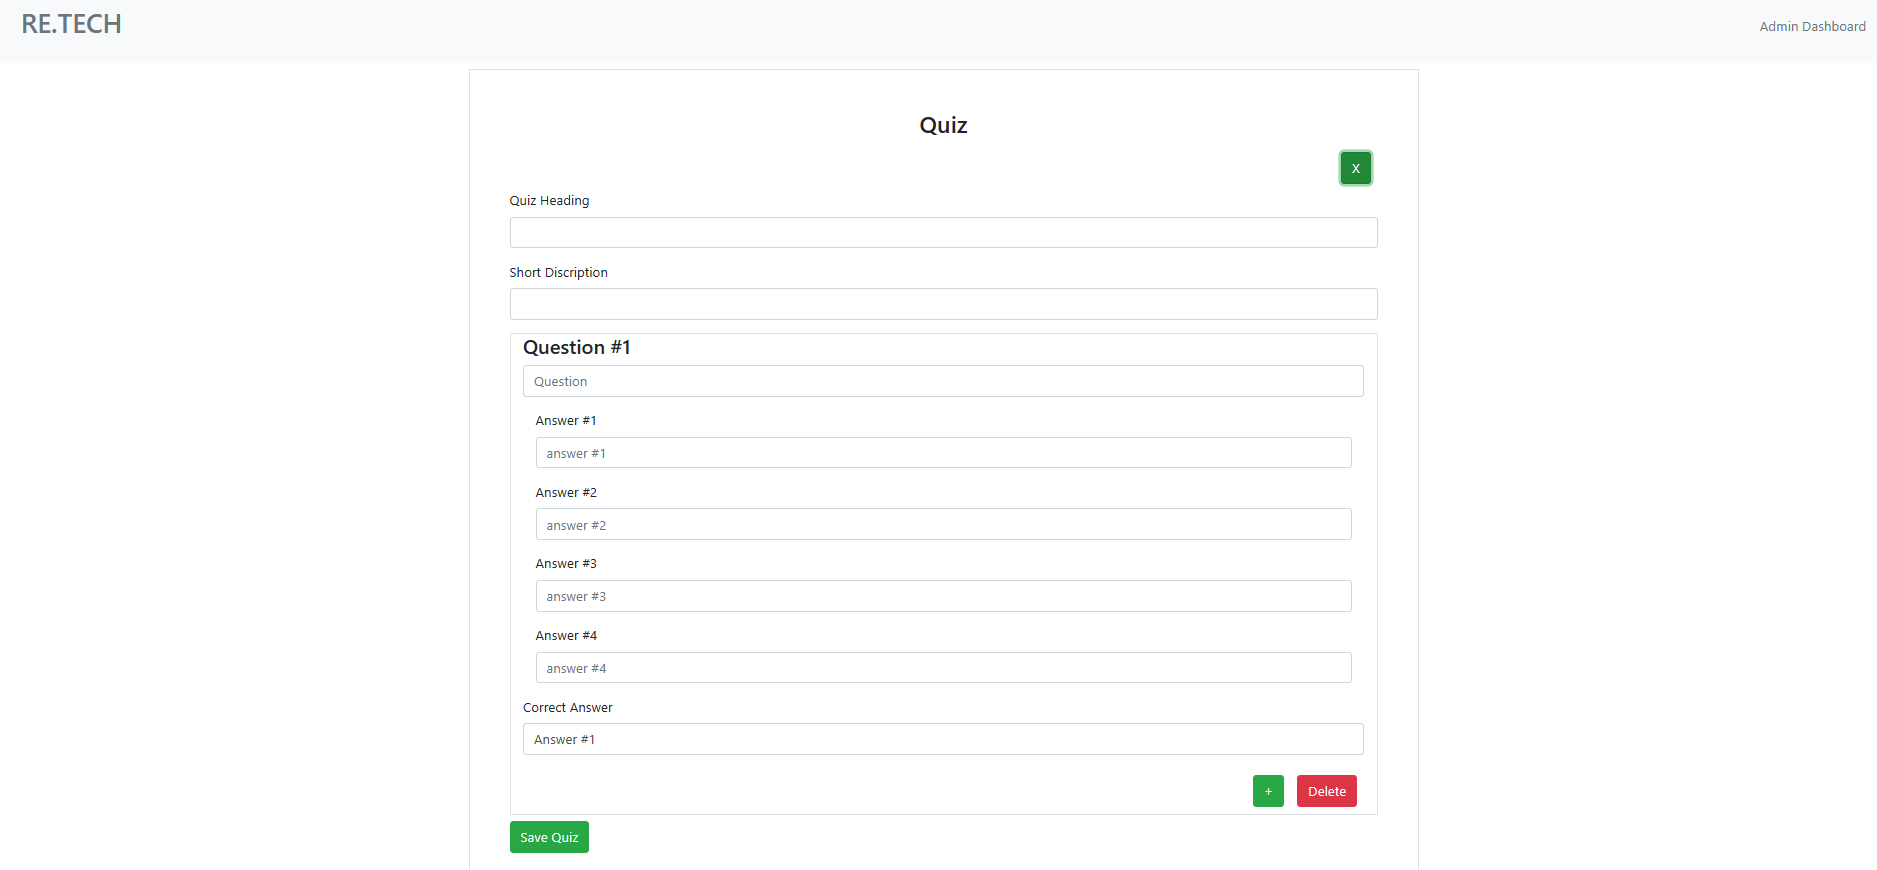 RE.TECH
Admin Dashboard
Quiz
X
Quiz Heading
Short Discription
Question #1
Question
Answer #1
answer #1
Answer #2
answer #2
Answer #3
answer #3
Answer #4
answer #4
Correct Answer
Answer #1
+ Delete
Save Quiz